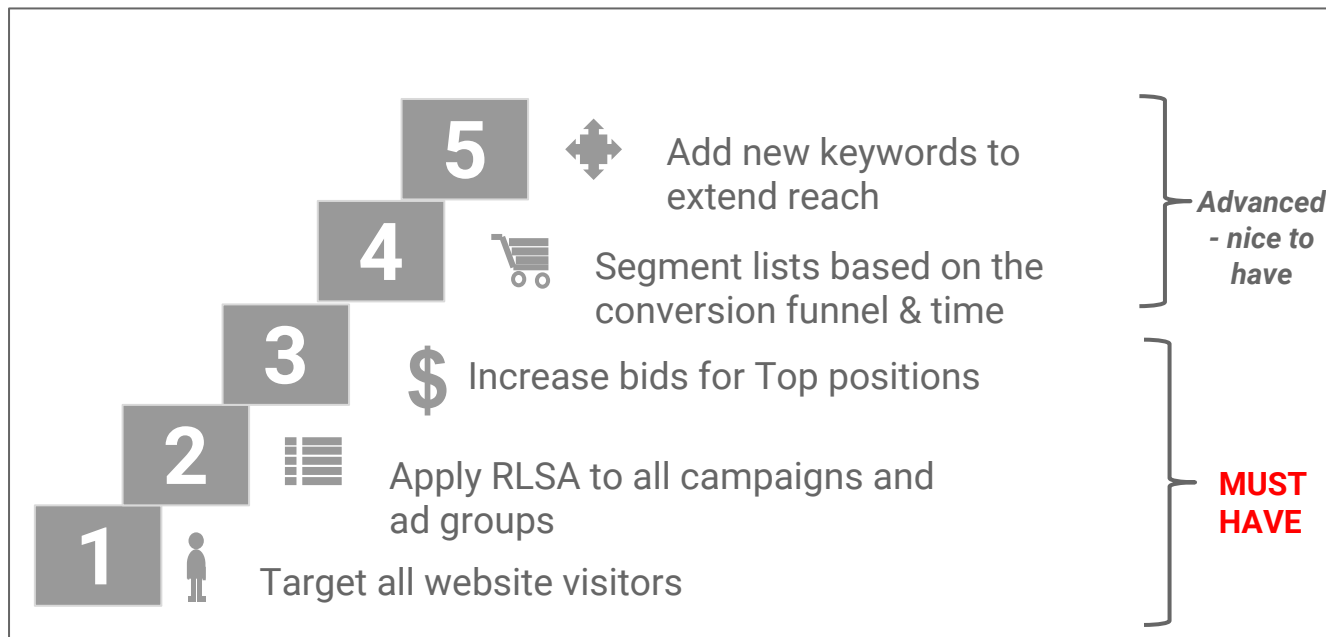 5
Add new keywords to
extend reach
4
Segment lists based on the
conversion funnel & time
Advanced
- nice to
have
3
$
Increase bids for Top positions
2
Apply RLSA to all campaigns and
ad groups
1
Target all website visitors
MUST
HAVE